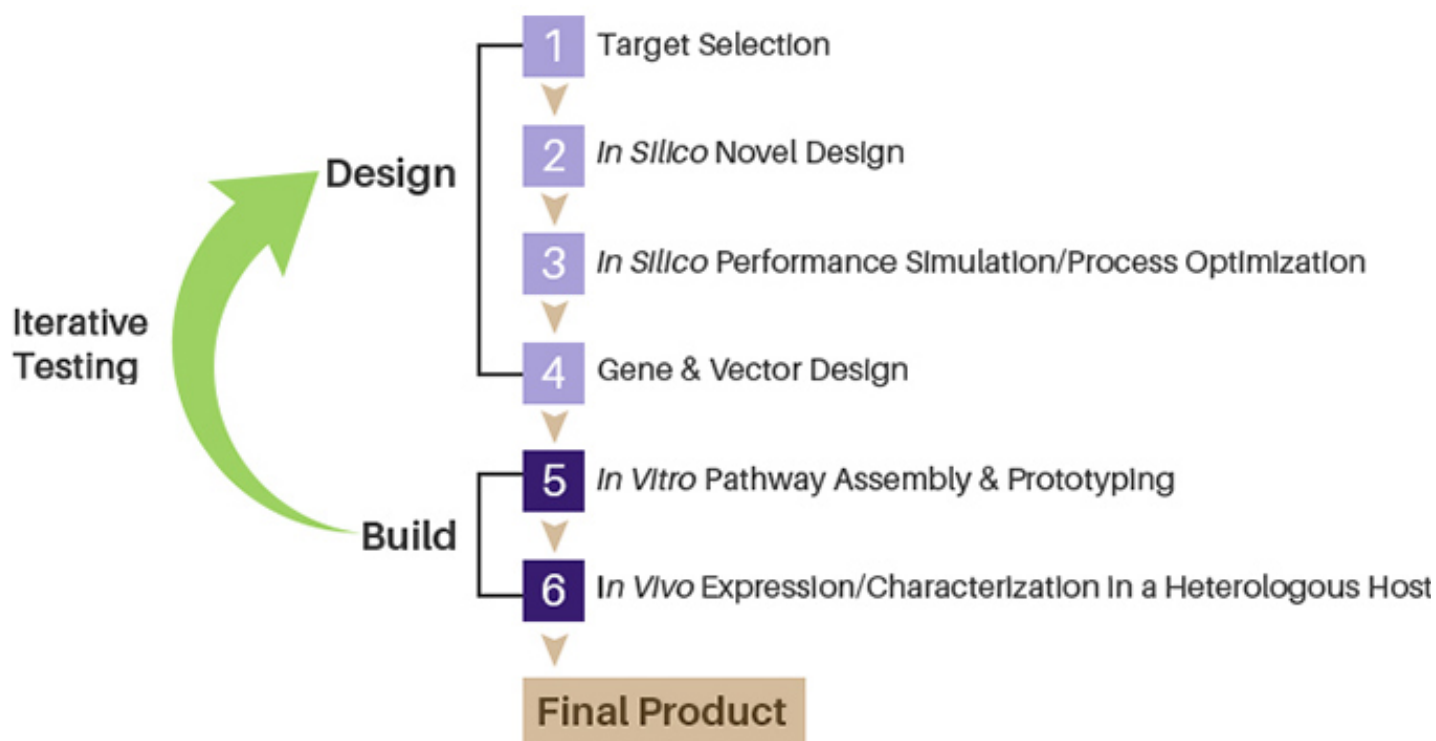 1 Target Selection
2 In Silico Novel Design
Design
3 In Silico Performance Simulation/Process Optimization
Iterative
Testing
4 Gene & Vector Design
5 In Vitro Pathway Assembly & Prototyping
Build
6 In Vivo Expression/Characterization in a Heterologous Host
Final Product